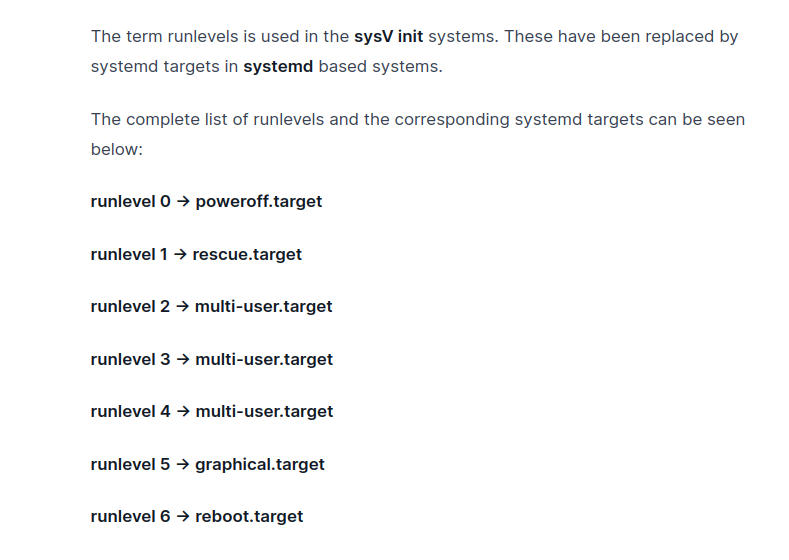 The term runlevels is used in the sysV init systems. These have been replaced by
systemd targets in systemd based systems.
The complete list of runlevels and the corresponding systemd targets can be seen
below:
runlevel 0 → poweroff.target
runlevel 1 → rescue.target
runlevel 2 → multi-user.target
runlevel 3 → multi-user.target
runlevel 4 → multi-user.target
runlevel 5 → graphical.target
runlevel 6 → reboot.target